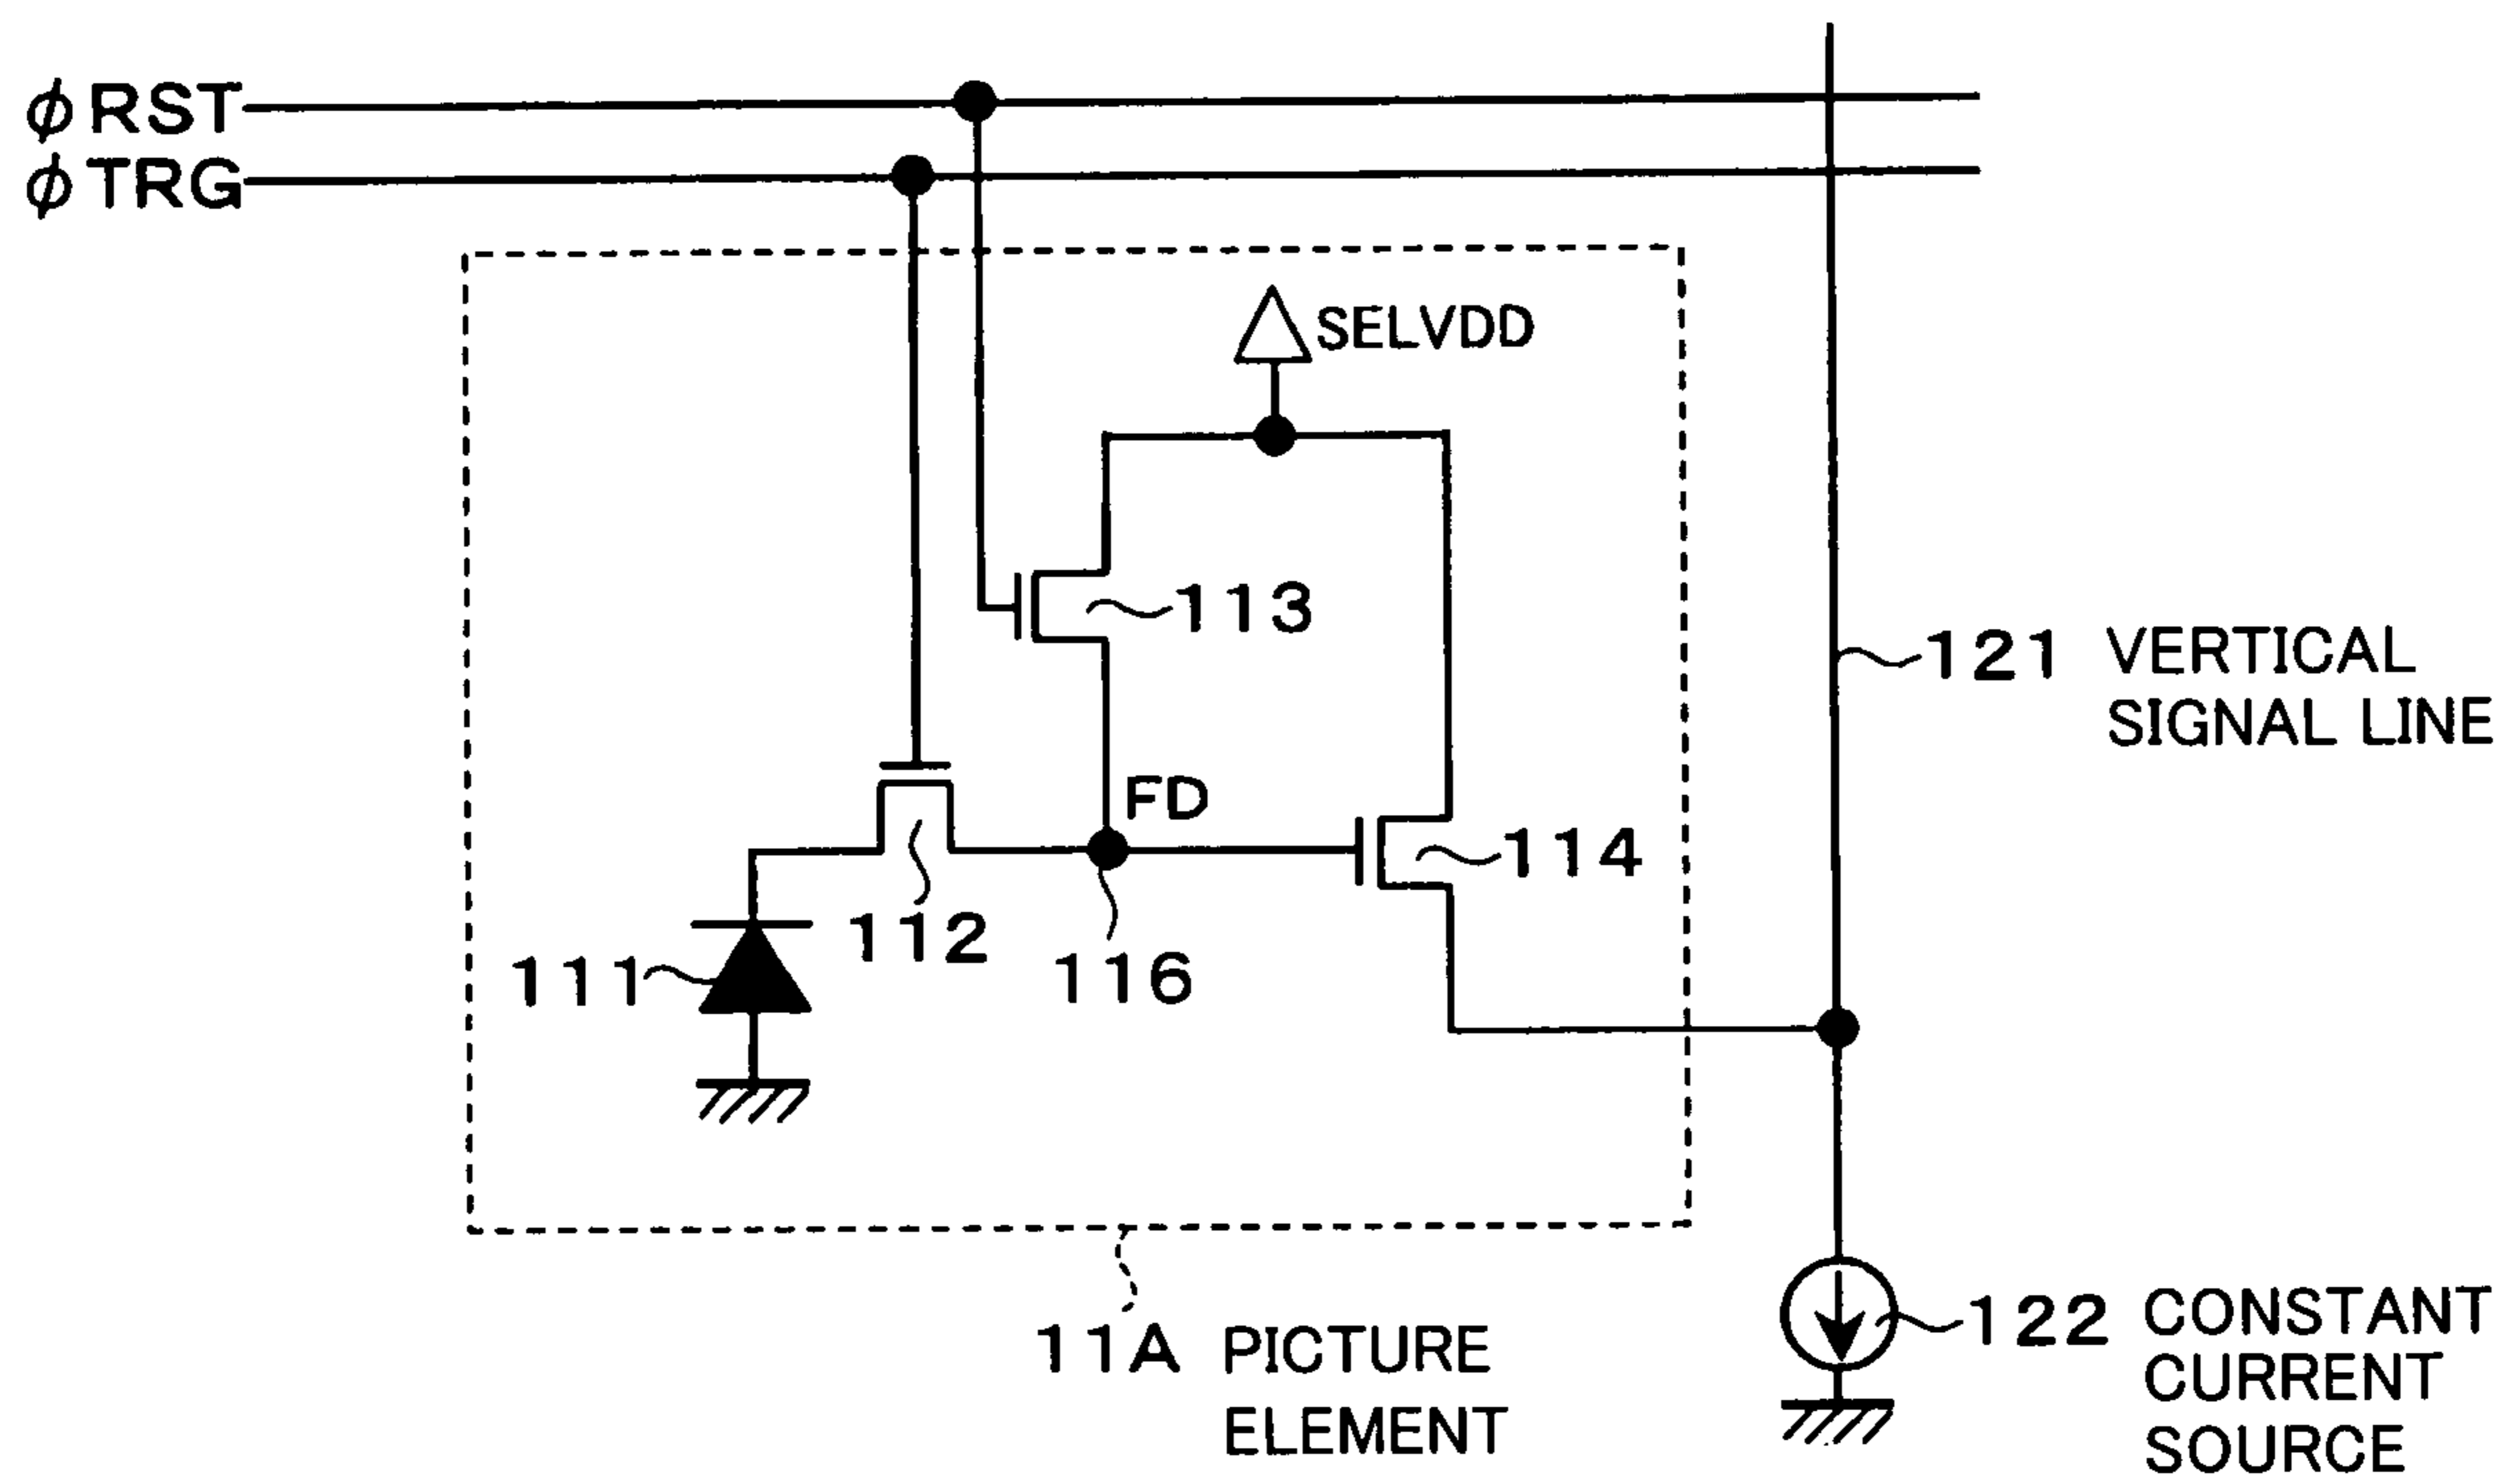 φRST
φTRG
SELVDD
113
121 VERTICAL
SIGNAL LINE
FD
114
112
111
116
11A PICTURE
ELEMENT
122 CONSTANT
CURRENT
SOURCE